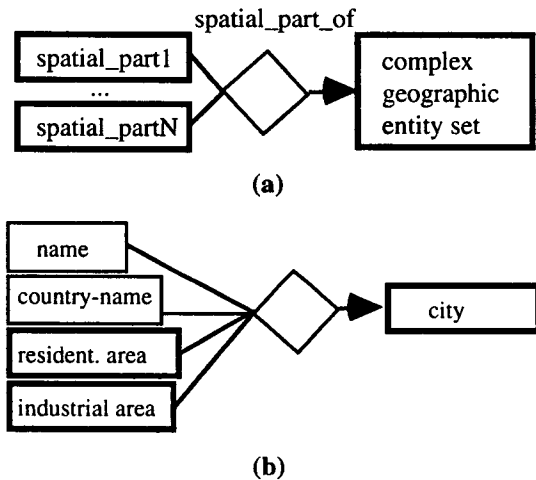 spatial_part_of
spatial_part1
...
spatial_partN
complex
geographic
entity set
(a)
name
country-name
resident. area
industrial area
city
(b)